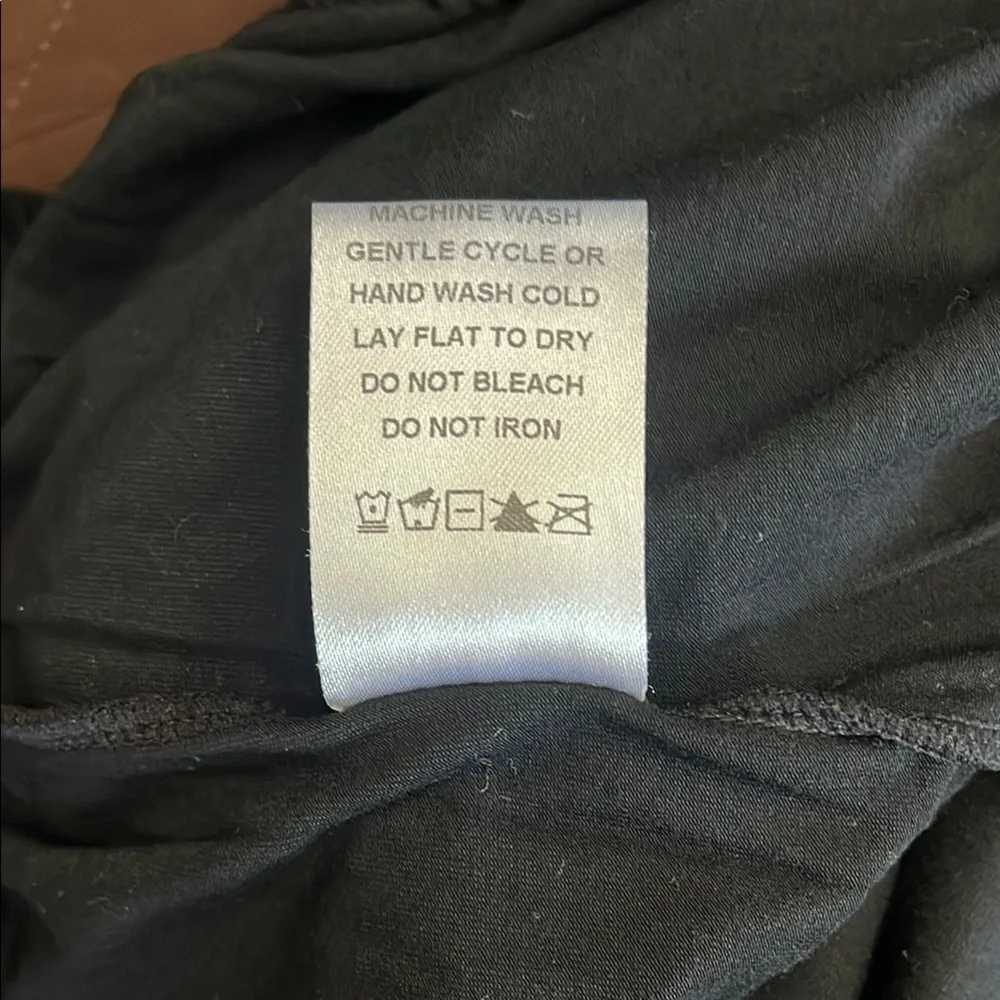 MACHINE WASH
GENTLE CYCLE OR
HAND WASH COLD
LAY FLAT TO DRY
DO NOT BLEACH
DO NOT IRON